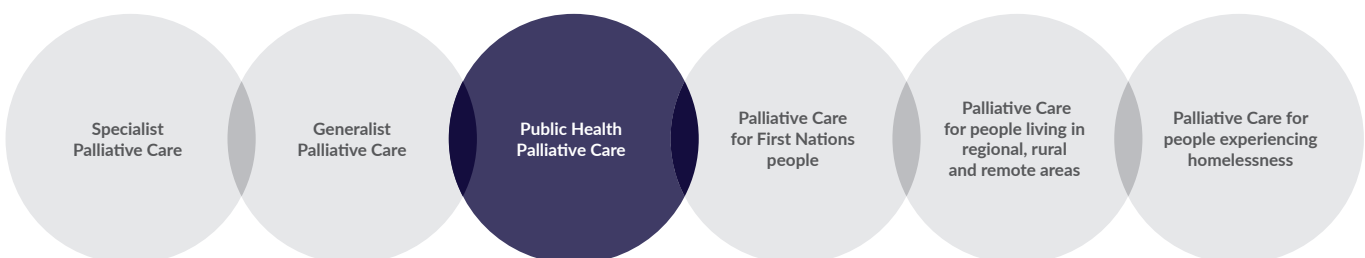 Specialist
Palliative Care
Generalist
Palliative Care
Public Health
Palliative Care
Palliative Care
for First Nations
people
Palliative Care
for people living in
regional, rural
and remote areas
Palliative Care for
people experiencing
homelessness